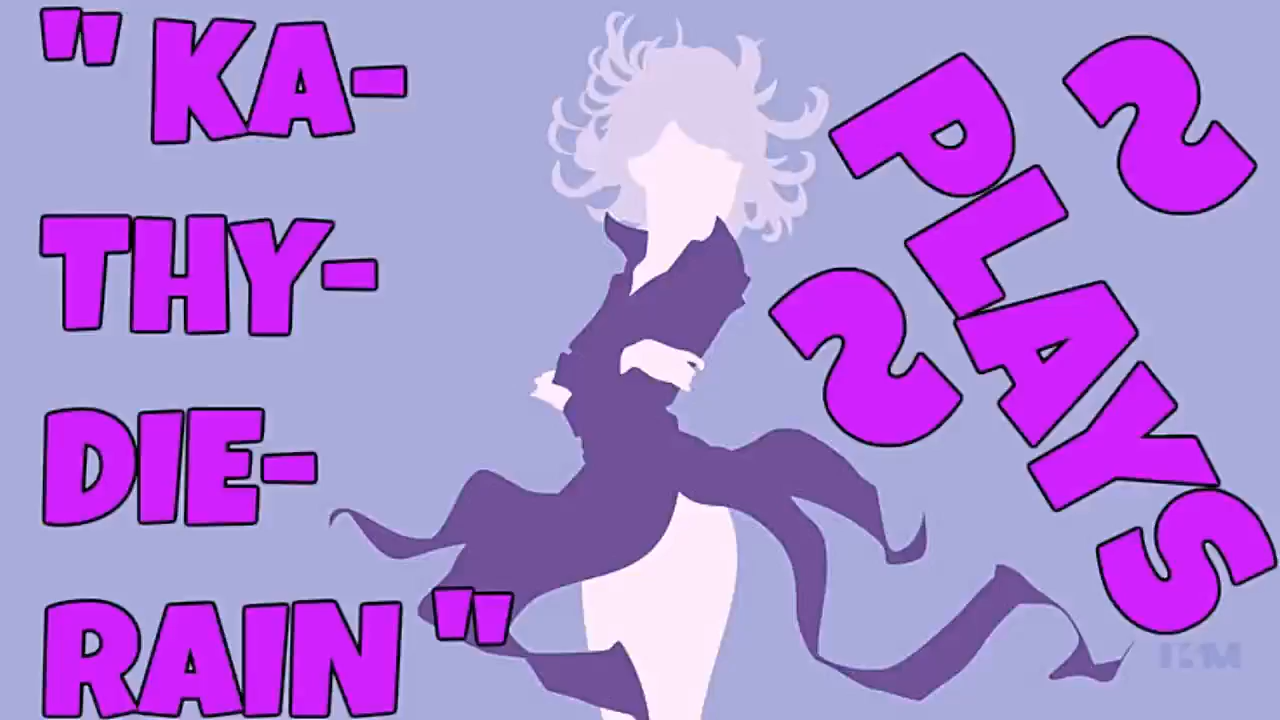 " KA-
THY-
DIE-
RAIN "
~ PLAYS ~